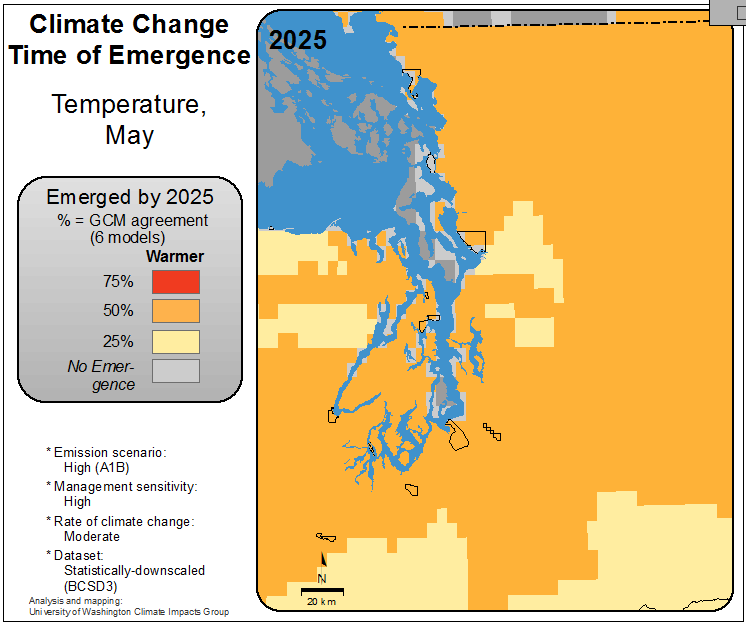 Climate Change
Time of Emergence
Temperature,
May
Emerged by 2025
% = GCM agreement
(6 models)
Warmer
75%
50%
25%
No Emer-
gence
* Emission scenario:
High (A1B)
* Management sensitivity:
High
* Rate of climate change:
Moderate
* Dataset:
Statistically-downscaled
(BCSD3)
Analysis and mapping:
University of Washington Climate Impacts Group
2025
N
20 km